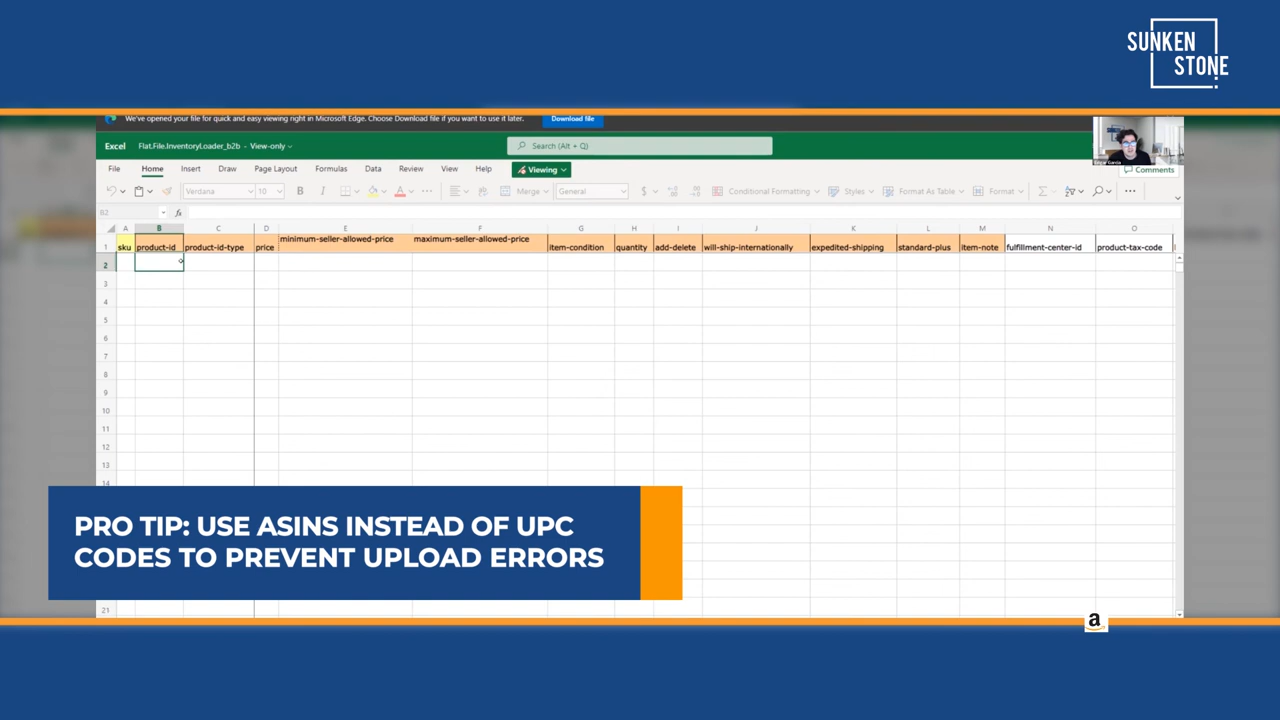 SUNKEN
STONE
We've opened your file for quick and easy viewing right in Microsoft Edge. Choose Download file if you want to use it later.
Download file
Excel
Flat.File.InventoryLoader_b2b - View-only
Search (Alt + Q)
Edgar Garcia
File Home Insert Draw Page Layout Formulas Data Review View Help Viewing Comments
Verdana 10 B Merge General $ Conditional Formatting Styles Format As Table Format
B2 fx
A B C D E F G H I J K L M N O
1 sku product-id product-id-type price minimum-seller-allowed-price maximum-seller-allowed-price item-condition quantity add-delete will-ship-internationally expedited-shipping standard-plus item-note fulfillment-center-id product-tax-code
2
3
4
5
6
7
8
9
10
11
12
13
14
PRO TIP: USE ASINS INSTEAD OF UPC
CODES TO PREVENT UPLOAD ERRORS
21
a